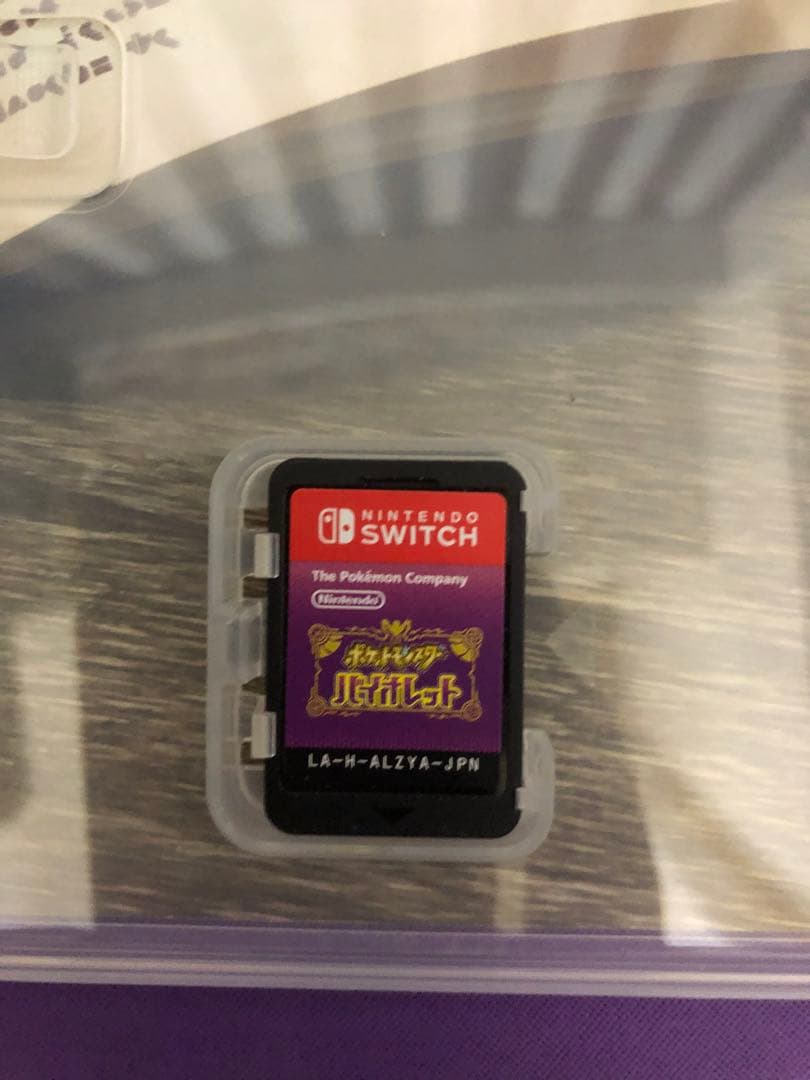 NINTENDO
SWITCH
The Pokémon Company
Nintendo
ポケットモンスター
バイオレット
LA-H-ALZYA-JPN